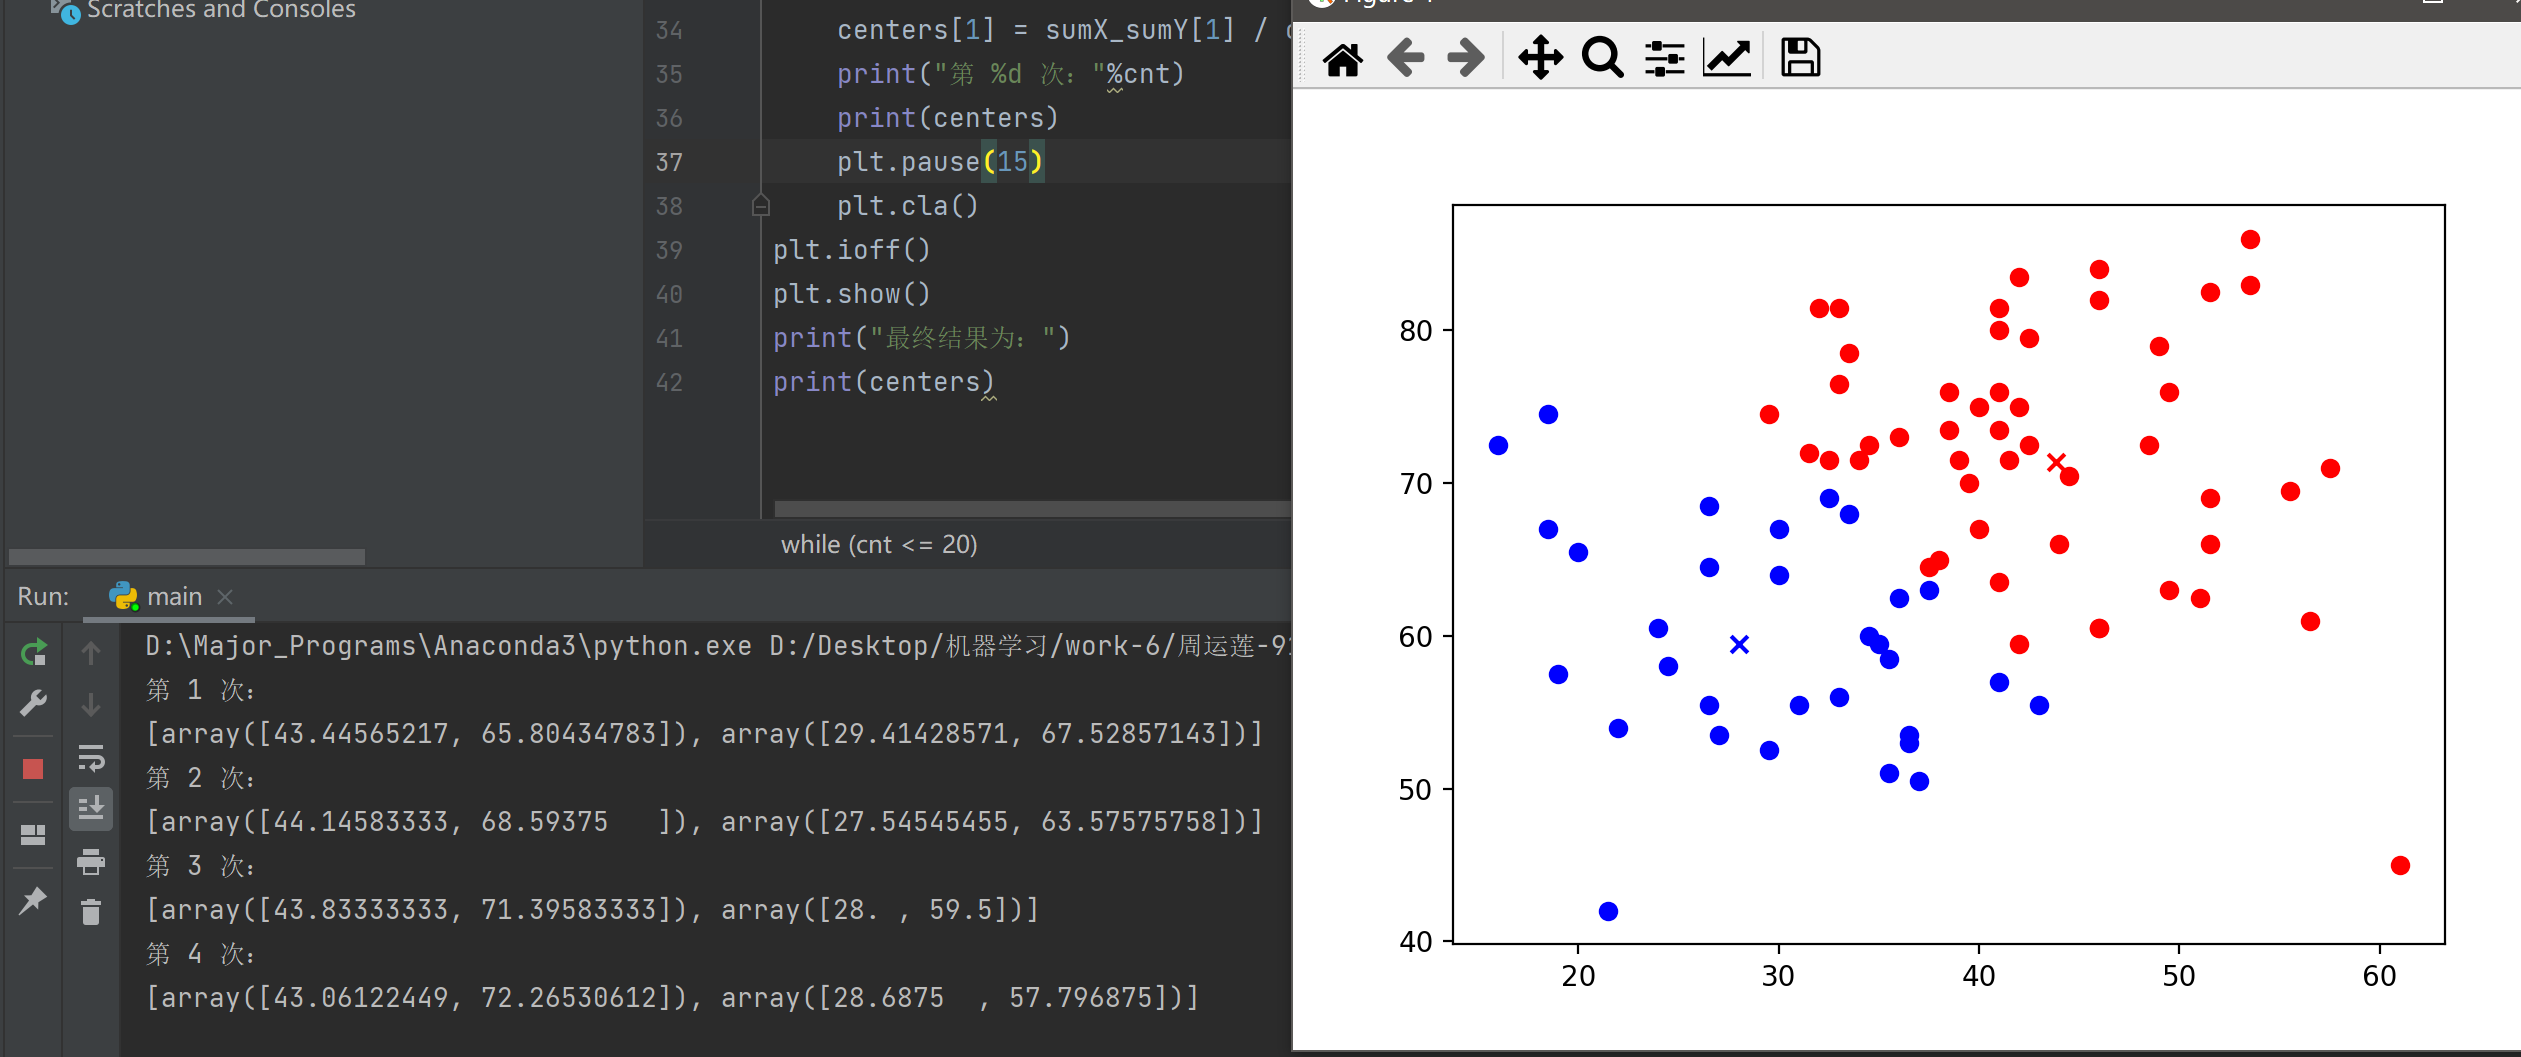 Scratches and Consoles
34 centers[1] = sumX_sumY[1] /
35 print("第 %d 次："%cnt)
36 print(centers)
37 plt.pause(15)
38 plt.cla()
39 plt.ioff()
40 plt.show()
41 print("最终结果为：")
42 print(centers)
while (cnt <= 20)
Run: main
D:\Major_Programs\Anaconda3\python.exe D:/Desktop/机器学习/work-6/周运莲-9
第 1 次：
[array([43.44565217, 65.80434783]), array([29.41428571, 67.52857143])]
第 2 次：
[array([44.14583333, 68.59375   ]), array([27.54545455, 63.57575758])]
第 3 次：
[array([43.83333333, 71.39583333]), array([28. , 59.5])]
第 4 次：
[array([43.06122449, 72.26530612]), array([28.6875  , 57.796875])]
80
70
60
50
40
20 30 40 50 60